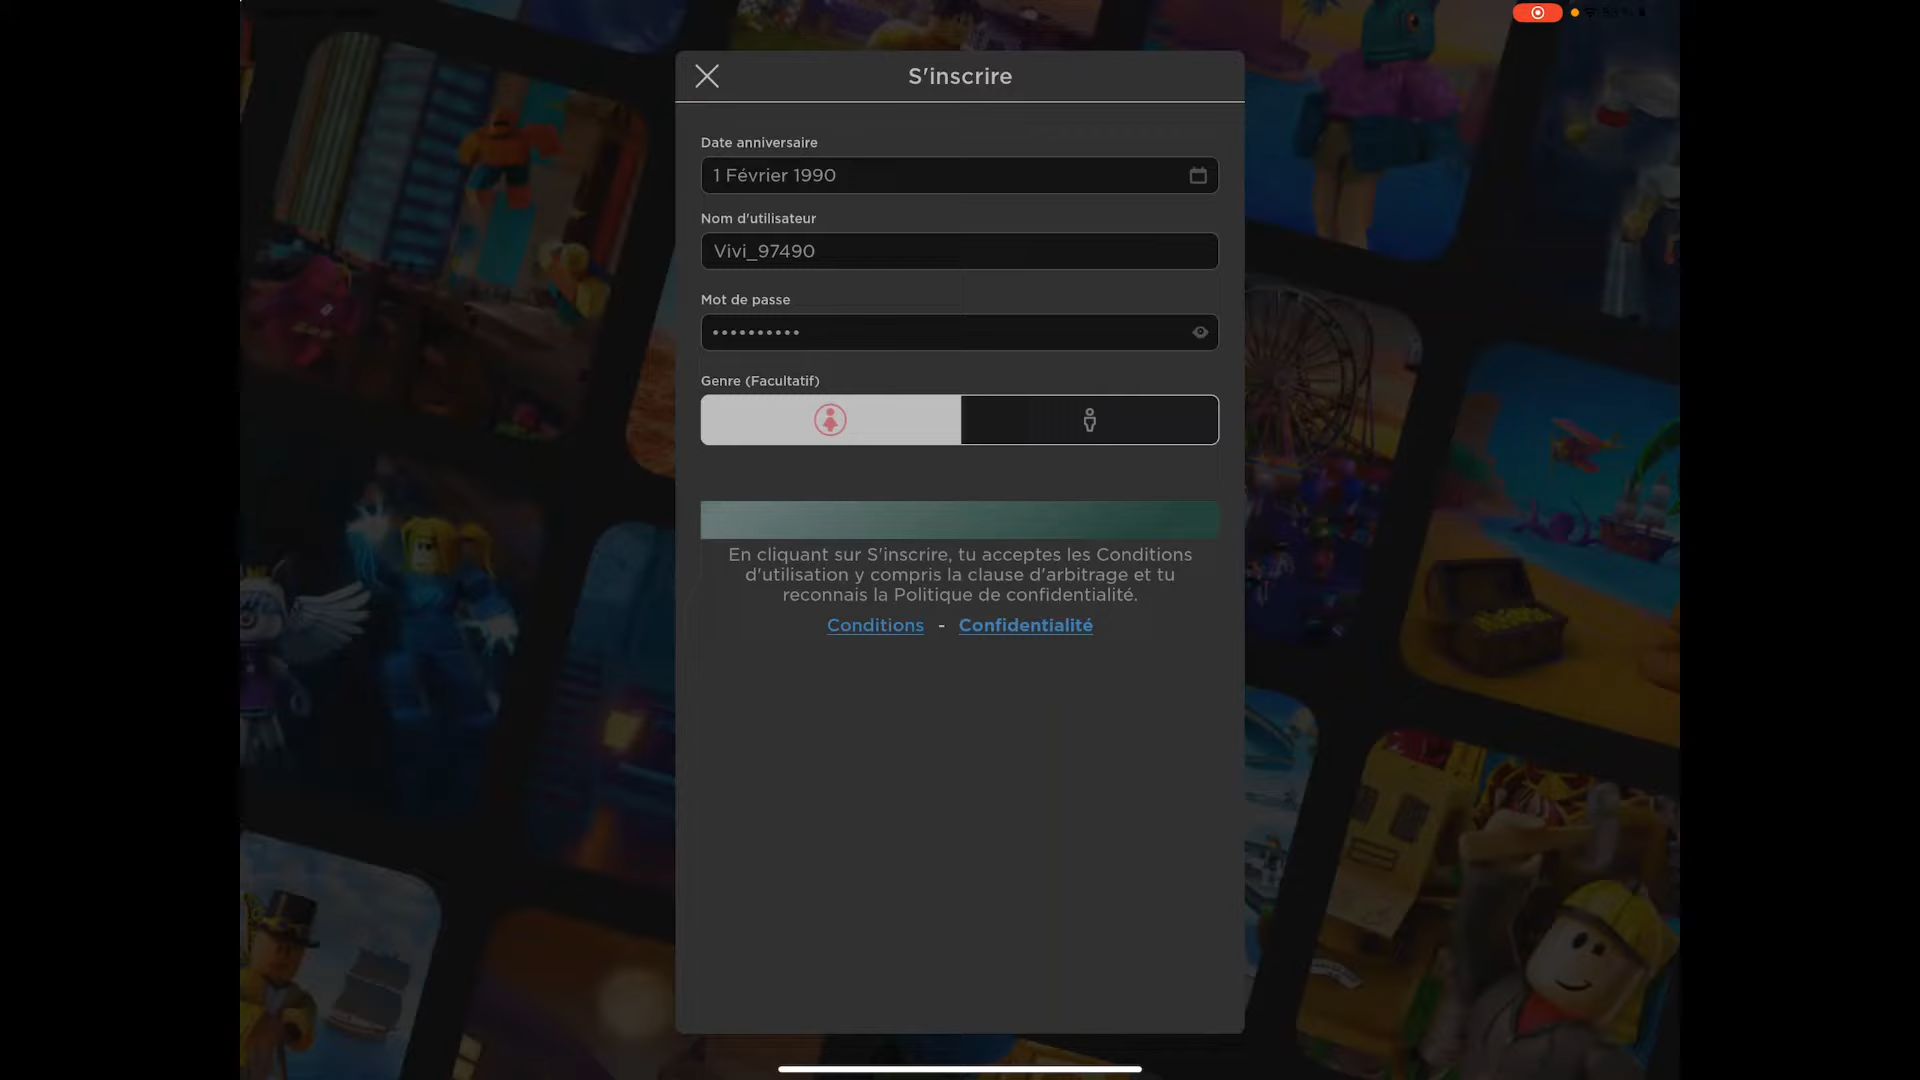 S'inscrire
Date anniversaire
1 Février 1990
Nom d'utilisateur
Vivi_97490
Mot de passe
••••••••••
Genre (Facultatif)
En cliquant sur S'inscrire, tu acceptes les Conditions
d'utilisation y compris la clause d'arbitrage et tu
reconnais la Politique de confidentialité.
Conditions - Confidentialité